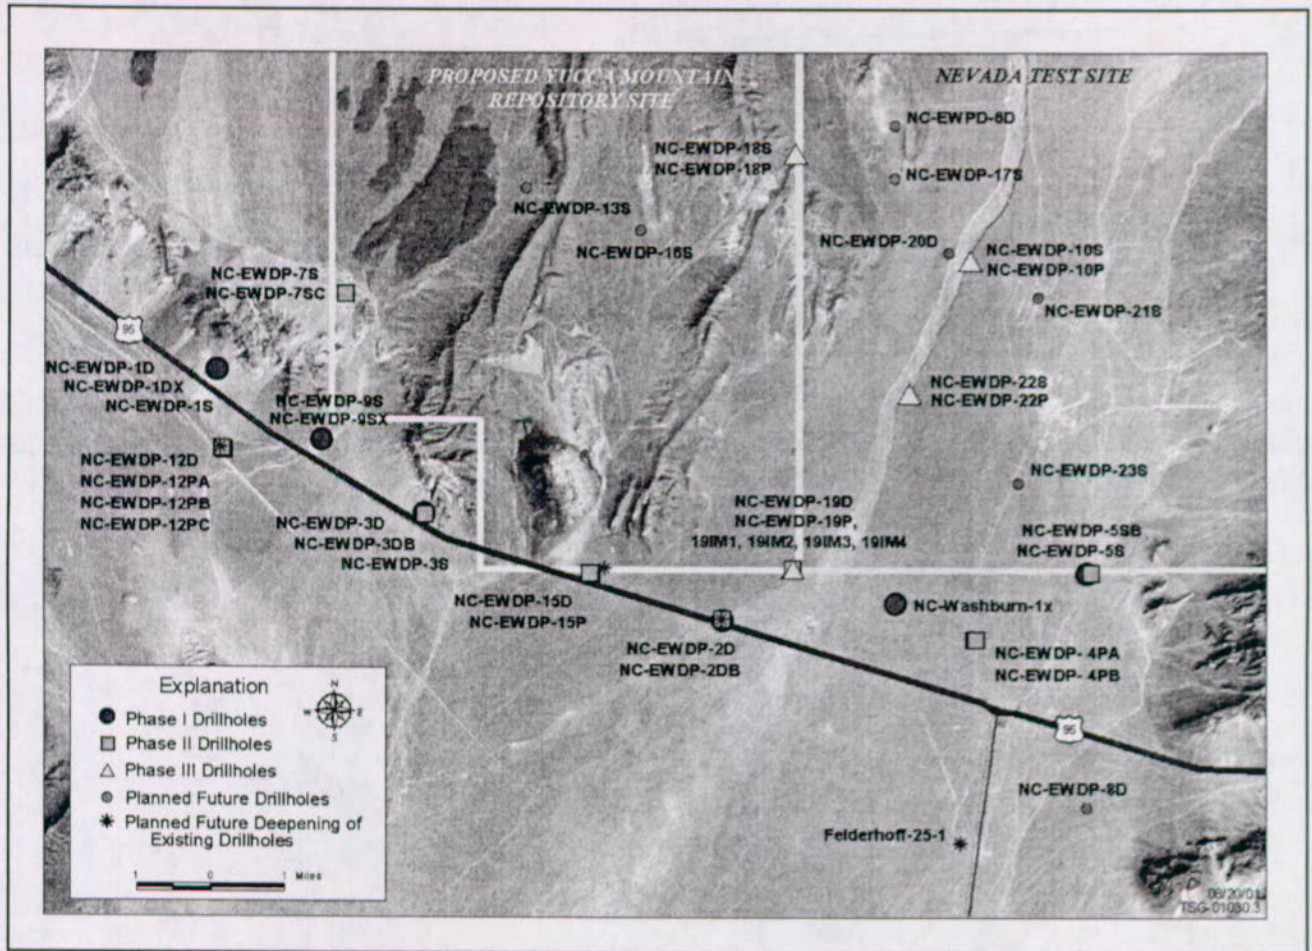 PROPOSED YUCCA MOUNTAIN
REPOSITORY SITE
NEVADA TEST SITE
NC-EWPD-6D
NC-EWDP-18S
NC-EWDP-18P
NC-EWDP-17S
NC-EWDP-13S
NC-EWDP-16S
NC-EWDP-20D
NC-EWDP-10S
NC-EWDP-10P
NC-EWDP-7S
NC-EWDP-7SC
NC-EWDP-21S
95
NC-EWDP-1D
NC-EWDP-1DX
NC-EWDP-1S
NC-EWDP-9S
NC-EWDP-9SX
NC-EWDP-22S
NC-EWDP-22P
NC-EWDP-12D
NC-EWDP-12PA
NC-EWDP-12PB
NC-EWDP-12PC
NC-EWDP-23S
NC-EWDP-3D
NC-EWDP-3DB
NC-EWDP-3S
NC-EWDP-19D
NC-EWDP-19P,
19IM1, 19IM2, 19IM3, 19IM4
NC-EWDP-5SB
NC-EWDP-5S
NC-EWDP-15D
NC-EWDP-15P
NC-Washburn-1x
NC-EWDP-2D
NC-EWDP-2DB
NC-EWDP- 4PA
NC-EWDP- 4PB
95
NC-EWDP-8D
Felderhoff-25-1
Explanation
N
W E
S
Phase I Drillholes
Phase II Drillholes
Phase III Drillholes
Planned Future Drillholes
Planned Future Deepening of
Existing Drillholes
1 0 1 Miles
08/20/01
TSG-01030.3